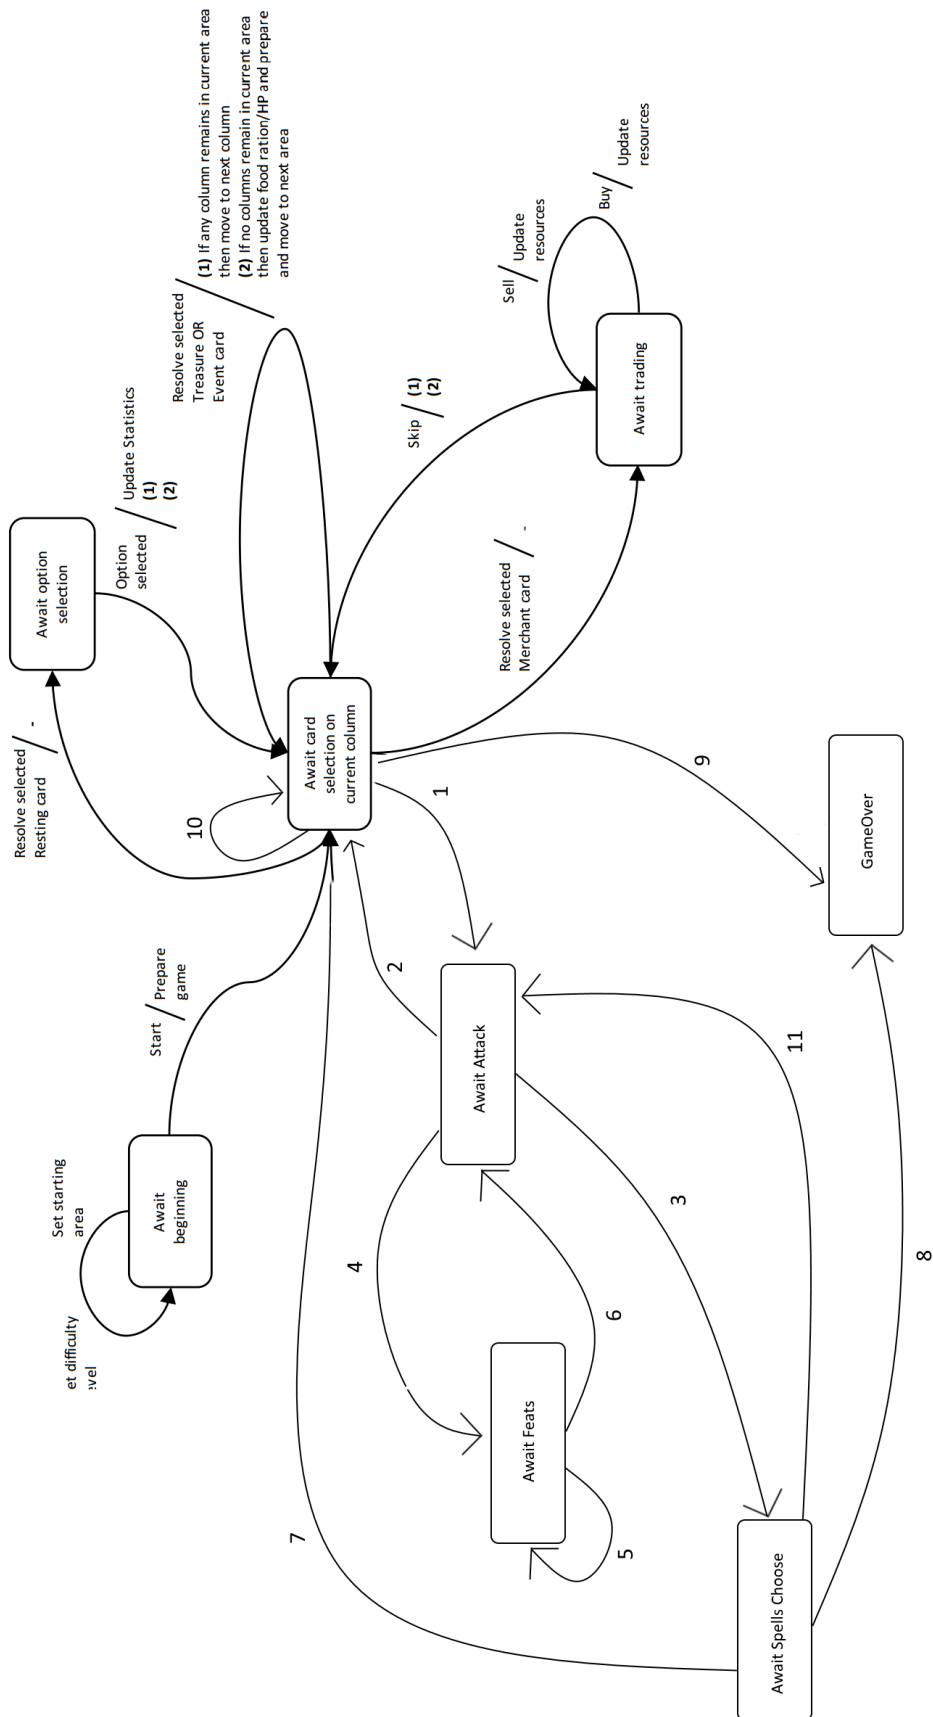 Set starting
area
et difficulty
Await
beginning
Start
Prepare
game
Resolve selected
Resting card
-
Await option
selection
Option
selected
Update Statistics
(1)
(2)
Resolve selected
Treasure OR
Event card
(1) If any column remains in current area
then move to next column
(2) If no columns remain in current area
then update food ration/HP and prepare
and move to next area
10
Await card
selection on
current column
Skip
(1)
(2)
Sell
Update
resources
Buy
Update
resources
Resolve selected
Merchant card
-
Await trading
7
4
2
1
9
Await Attack
Await Feats
5
6
3
11
GameOver
Await Spells Choose
8